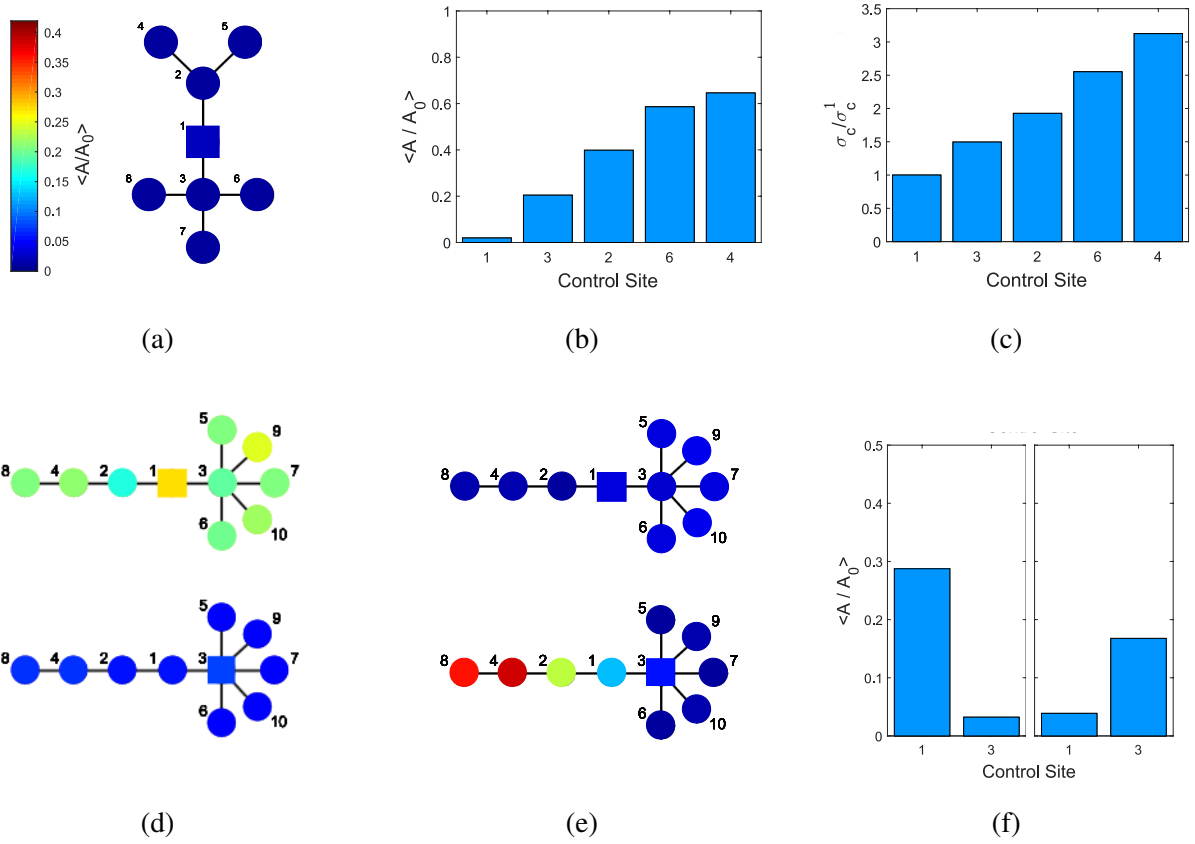 0.4
0.35
0.3
0.25
0.2
0.15
0.1
0.05
0
<A/A0>
4
5
2
1
8
3
6
7
(a)
1
0.8
0.6
0.4
0.2
0
<A / A0>
1 3 2 6 4
Control Site
(b)
3.5
3
2.5
2
1.5
1
0.5
0
σc/σc1
1 3 2 6 4
Control Site
(c)
5
9
8 4 2 1 3 7
6
10
5
9
8 4 2 1 3 7
6
10
(d)
5
9
8 4 2 1 3 7
6
10
5
9
8 4 2 1 3 7
6
10
(e)
0.5
0.4
0.3
0.2
0.1
0
<A / A0>
1 3 1 3
Control Site
(f)